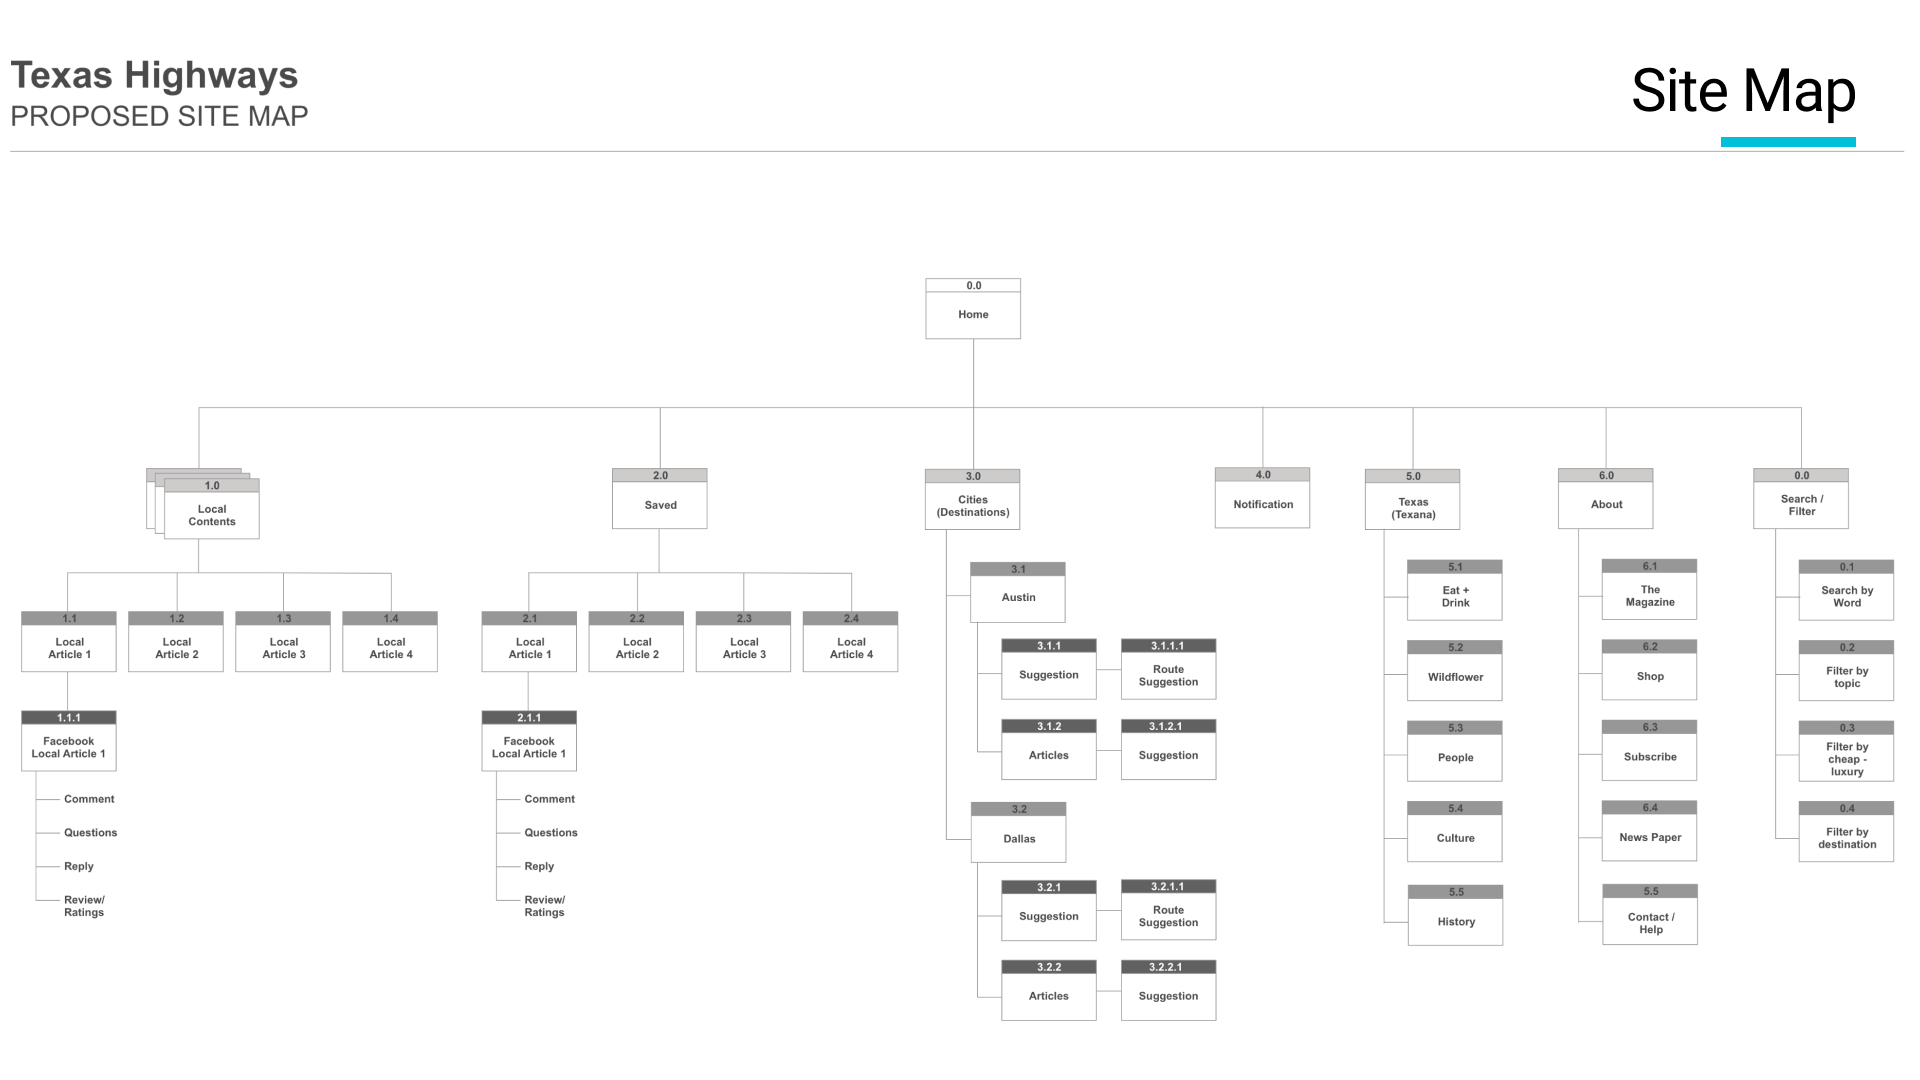 Texas Highways
PROPOSED SITE MAP
Site Map
0.0
Home
1.0
Local
Contents
2.0
Saved
3.0
Cities
(Destinations)
4.0
Notification
5.0
Texas
(Texana)
6.0
About
0.0
Search /
Filter
1.1
Local
Article 1
1.2
Local
Article 2
1.3
Local
Article 3
1.4
Local
Article 4
1.1.1
Facebook
Local Article 1
Comment
Questions
Reply
Review/
Ratings
2.1
Local
Article 1
2.2
Local
Article 2
2.3
Local
Article 3
2.4
Local
Article 4
2.1.1
Facebook
Local Article 1
Comment
Questions
Reply
Review/
Ratings
3.1
Austin
3.1.1
Suggestion
3.1.1.1
Route
Suggestion
3.1.2
Articles
3.1.2.1
Suggestion
3.2
Dallas
3.2.1
Suggestion
3.2.1.1
Route
Suggestion
3.2.2
Articles
3.2.2.1
Suggestion
5.1
Eat +
Drink
5.2
Wildflower
5.3
People
5.4
Culture
5.5
History
6.1
The
Magazine
6.2
Shop
6.3
Subscribe
6.4
News Paper
5.5
Contact /
Help
0.1
Search by
Word
0.2
Filter by
topic
0.3
Filter by
cheap -
luxury
0.4
Filter by
destination